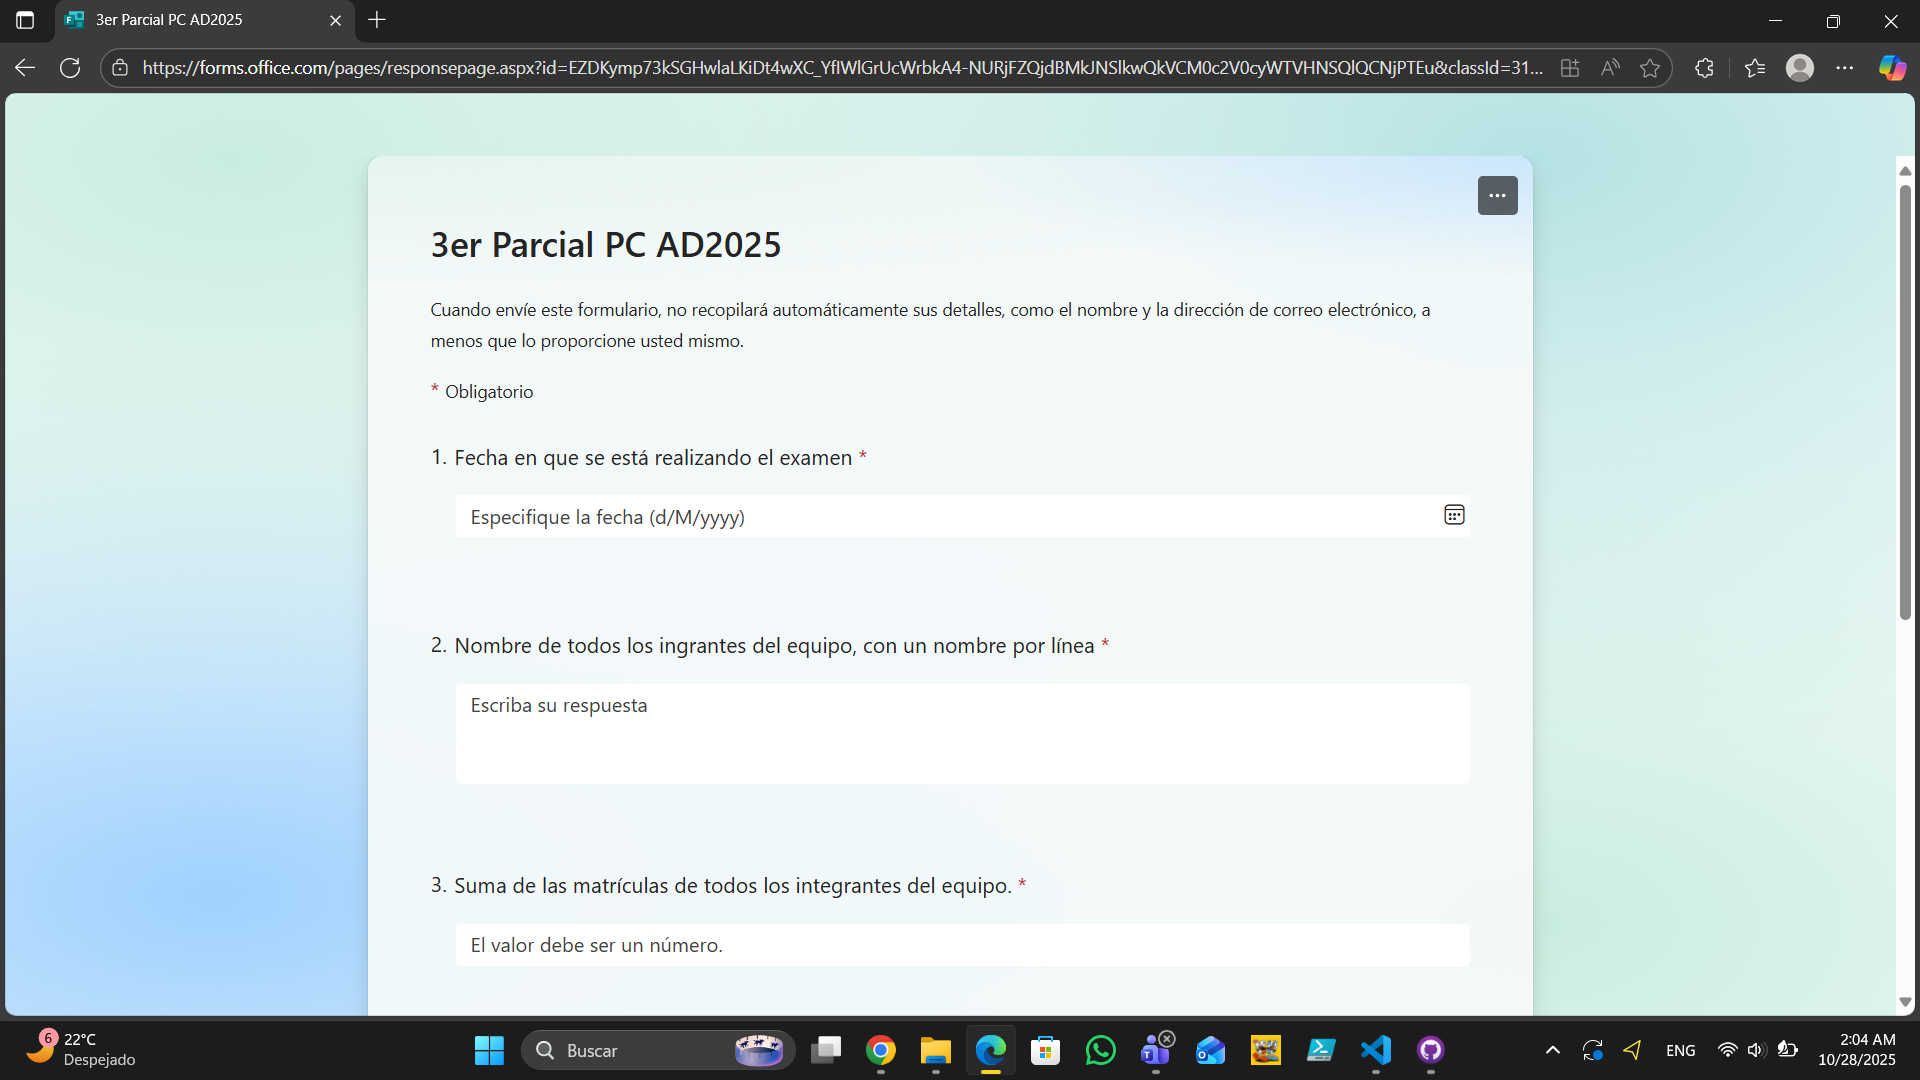 3er Parcial PC AD2025
https://forms.office.com/pages/responsepage.aspx?id=EZDKymp73kSGHwlaLKiDt4wXC_YflWlGrUcWrbkA4-NURjFZQjdBMkJNSlkwQkVCM0c2V0cyWTVHNSQlQCNjPTEu&classId=31...
3er Parcial PC AD2025
Cuando envíe este formulario, no recopilará automáticamente sus detalles, como el nombre y la dirección de correo electrónico, a
menos que lo proporcione usted mismo.
* Obligatorio
1. Fecha en que se está realizando el examen *
Especifique la fecha (d/M/yyyy)
2. Nombre de todos los ingrantes del equipo, con un nombre por línea *
Escriba su respuesta
3. Suma de las matrículas de todos los integrantes del equipo. *
El valor debe ser un número.
6
22°C
Despejado
Buscar
ENG
2:04 AM
10/28/2025